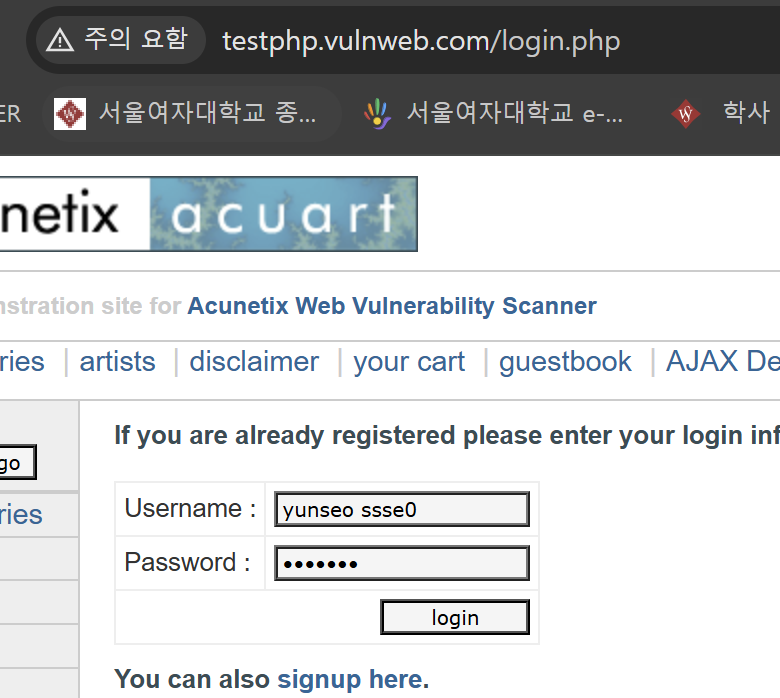 주의 요함 testphp.vulnweb.com/login.php
ER 서울여자대학교 종... 서울여자대학교 e-... 학사
netix acuart
nstration site for Acunetix Web Vulnerability Scanner
ries | artists | disclaimer | your cart | guestbook | AJAX De
If you are already registered please enter your login inf
go
ries
Username : yunseo ssse0
Password : •••••••
login
You can also signup here.